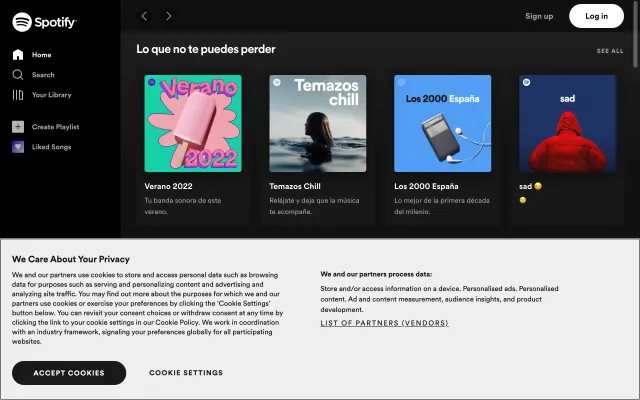 Spotify
Home
Search
Your Library
Create Playlist
Liked Songs
Sign up
Log in
Lo que no te puedes perder
SEE ALL
Verano
2022
Temazos
chill
Los 2000 España
sad
Verano 2022
Tu banda sonora de este
verano.
Temazos Chill
Relájate y deja que la música
te acompañe.
Los 2000 España
Lo mejor de la primera década
del milenio.
sad 😔
😔
We Care About Your Privacy
We and our partners use cookies to store and access personal data such as browsing
data for purposes such as serving and personalizing content and advertising and
analyzing site traffic. You may find out more about the purposes for which we and our
partners use cookies or exercise your preferences by clicking the 'Cookie Settings'
button below. You can revisit your consent choices or withdraw consent at any time by
clicking the link to your cookie settings in our Cookie Policy. We work in coordination
with an industry framework, signaling your preferences globally for all participating
websites.
We and our partners process data:
Store and/or access information on a device. Personalised ads. Personalised
content. Ad and content measurement, audience insights, and product
development.
LIST OF PARTNERS (VENDORS)
ACCEPT COOKIES
COOKIE SETTINGS